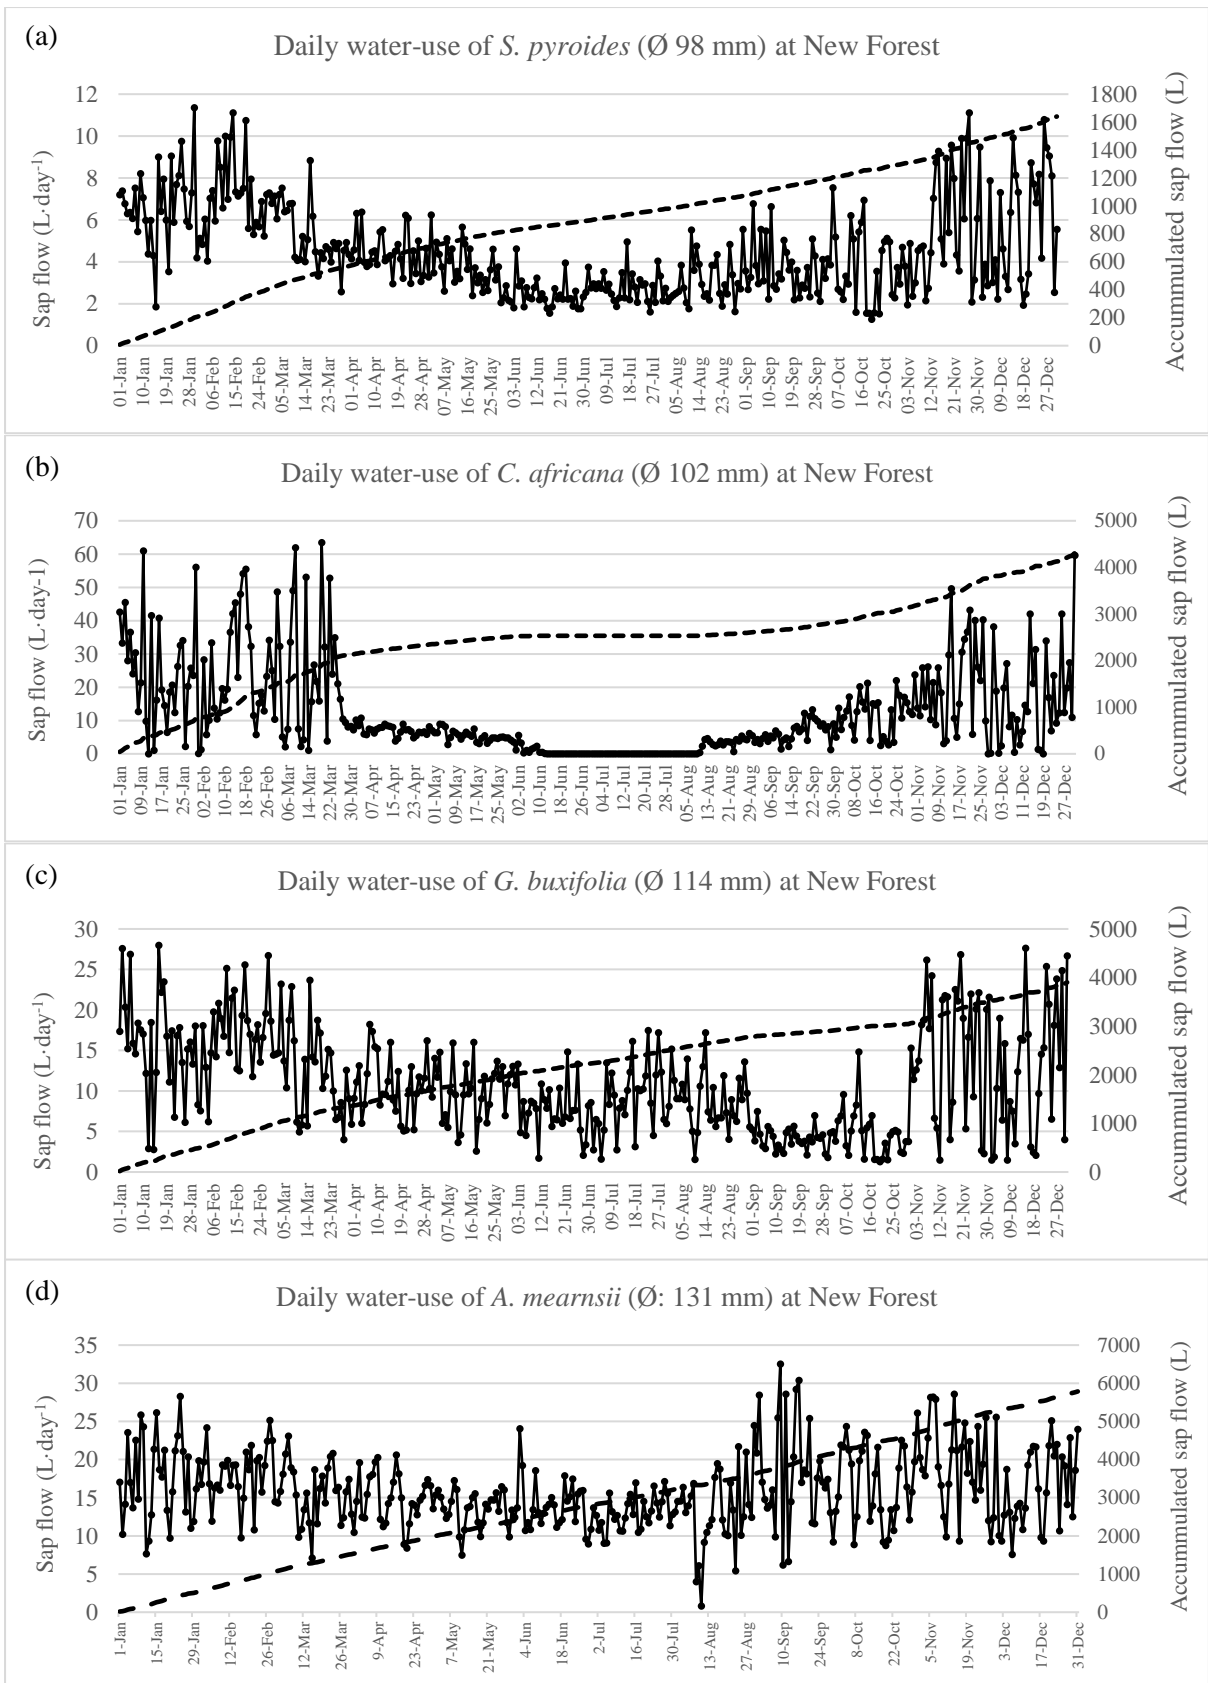 (a)
Daily water-use of S. pyroides (Ø 98 mm) at New Forest
Sap flow (L·day-1)
12
10
8
6
4
2
0
1800
1600
1400
1200
1000
800
600
400
200
0
Accummulated sap flow (L)
01-Jan
10-Jan
19-Jan
28-Jan
06-Feb
15-Feb
24-Feb
05-Mar
14-Mar
23-Mar
01-Apr
10-Apr
19-Apr
28-Apr
07-May
16-May
25-May
03-Jun
12-Jun
21-Jun
30-Jun
09-Jul
18-Jul
27-Jul
05-Aug
14-Aug
23-Aug
01-Sep
10-Sep
19-Sep
28-Sep
07-Oct
16-Oct
25-Oct
03-Nov
12-Nov
21-Nov
30-Nov
09-Dec
18-Dec
27-Dec
(b)
Daily water-use of C. africana (Ø 102 mm) at New Forest
Sap flow (L·day-1)
70
60
50
40
30
20
10
0
5000
4000
3000
2000
1000
0
Accummulated sap flow (L)
01-Jan
09-Jan
17-Jan
25-Jan
02-Feb
10-Feb
18-Feb
26-Feb
06-Mar
14-Mar
22-Mar
30-Mar
07-Apr
15-Apr
23-Apr
01-May
09-May
17-May
25-May
02-Jun
10-Jun
18-Jun
26-Jun
04-Jul
12-Jul
20-Jul
28-Jul
05-Aug
13-Aug
21-Aug
29-Aug
06-Sep
14-Sep
22-Sep
30-Sep
08-Oct
16-Oct
24-Oct
01-Nov
09-Nov
17-Nov
25-Nov
03-Dec
11-Dec
19-Dec
27-Dec
(c)
Daily water-use of G. buxifolia (Ø 114 mm) at New Forest
Sap flow (L·day-1)
30
25
20
15
10
5
0
5000
4000
3000
2000
1000
0
Accummulated sap flow (L)
01-Jan
10-Jan
19-Jan
28-Jan
06-Feb
15-Feb
24-Feb
05-Mar
14-Mar
23-Mar
01-Apr
10-Apr
19-Apr
28-Apr
07-May
16-May
25-May
03-Jun
12-Jun
21-Jun
30-Jun
09-Jul
18-Jul
27-Jul
05-Aug
14-Aug
23-Aug
01-Sep
10-Sep
19-Sep
28-Sep
07-Oct
16-Oct
25-Oct
03-Nov
12-Nov
21-Nov
30-Nov
09-Dec
18-Dec
27-Dec
(d)
Daily water-use of A. mearnsii (Ø: 131 mm) at New Forest
Sap flow (L·day-1)
35
30
25
20
15
10
5
0
7000
6000
5000
4000
3000
2000
1000
0
Accummulated sap flow (L)
1-Jan
15-Jan
29-Jan
12-Feb
26-Feb
12-Mar
26-Mar
9-Apr
23-Apr
7-May
21-May
4-Jun
18-Jun
2-Jul
16-Jul
30-Jul
13-Aug
27-Aug
10-Sep
24-Sep
8-Oct
22-Oct
5-Nov
19-Nov
3-Dec
17-Dec
31-Dec